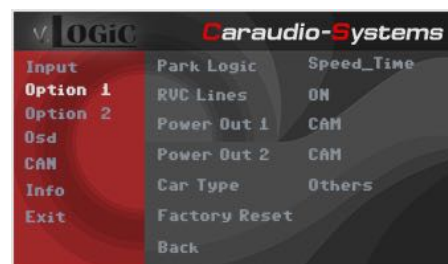 v.LOGiC Caraudio-Systems
Input
Option 1
Option 2
Osd
CAN
Info
Exit
Park Logic Speed_Time
RVC Lines ON
Power Out 1 CAM
Power Out 2 CAM
Car Type Others
Factory Reset
Back